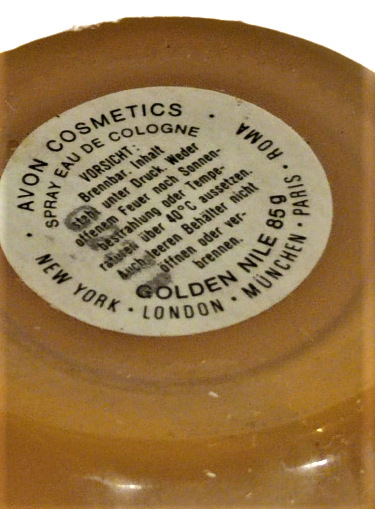 AVON COSMETICS
SPRAY EAU DE COLOGNE
VORSICHT:
Brennbar. Inhalt
steht unter Druck. Weder
offenem Feuer noch Sonnen-
bestrahlung oder Tempe-
ratur über 40°C aussetzen.
Auch leeren Behälter nicht
öffnen oder ver-
brennen.
GOLDEN NILE 85g
NEW YORK · LONDON · MÜNCHEN · PARIS · ROMA